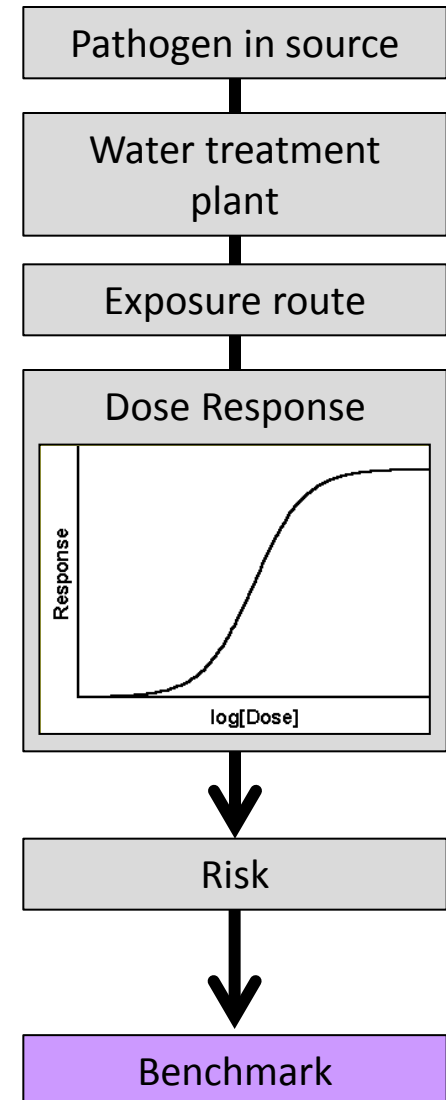 Pathogen in source
Water treatment
plant
Exposure route
Dose Response
Response
log[Dose]
Risk
Benchmark